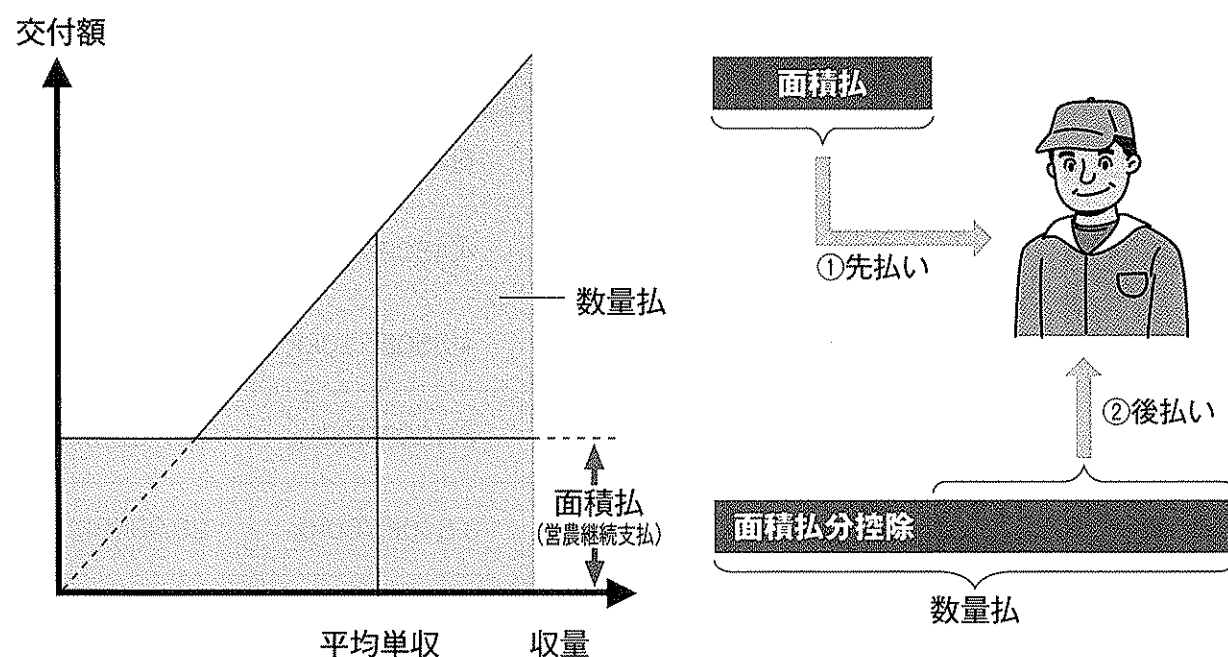 交付額
数量払
面積払
(営農継続支払)
平均単収
収量
面積払
①先払い
②後払い
面積払分控除
数量払